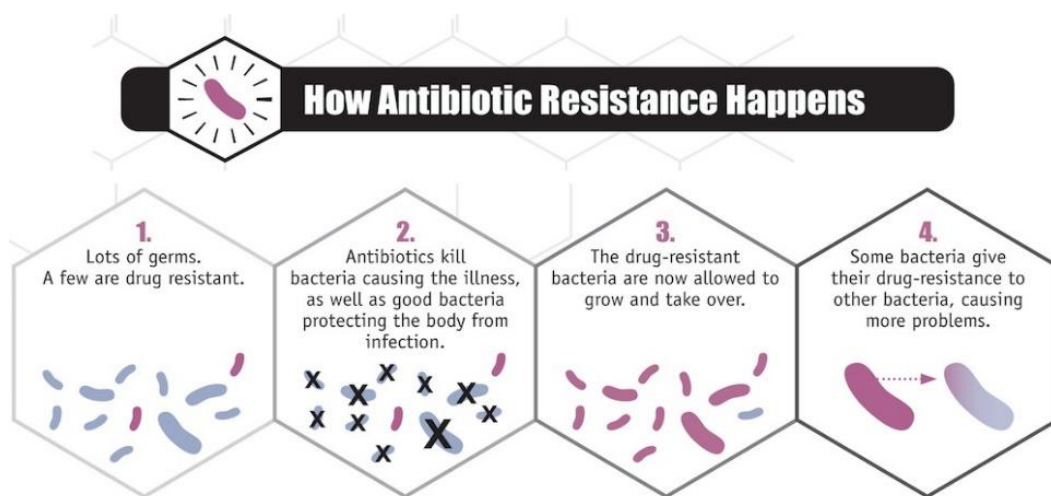 How Antibiotic Resistance Happens
1.
Lots of germs.
A few are drug resistant.
2.
Antibiotics kill
bacteria causing the illness,
as well as good bacteria
protecting the body from
infection.
X X X X X X X X X X
3.
The drug-resistant
bacteria are now allowed to
grow and take over.
4.
Some bacteria give
their drug-resistance to
other bacteria, causing
more problems.